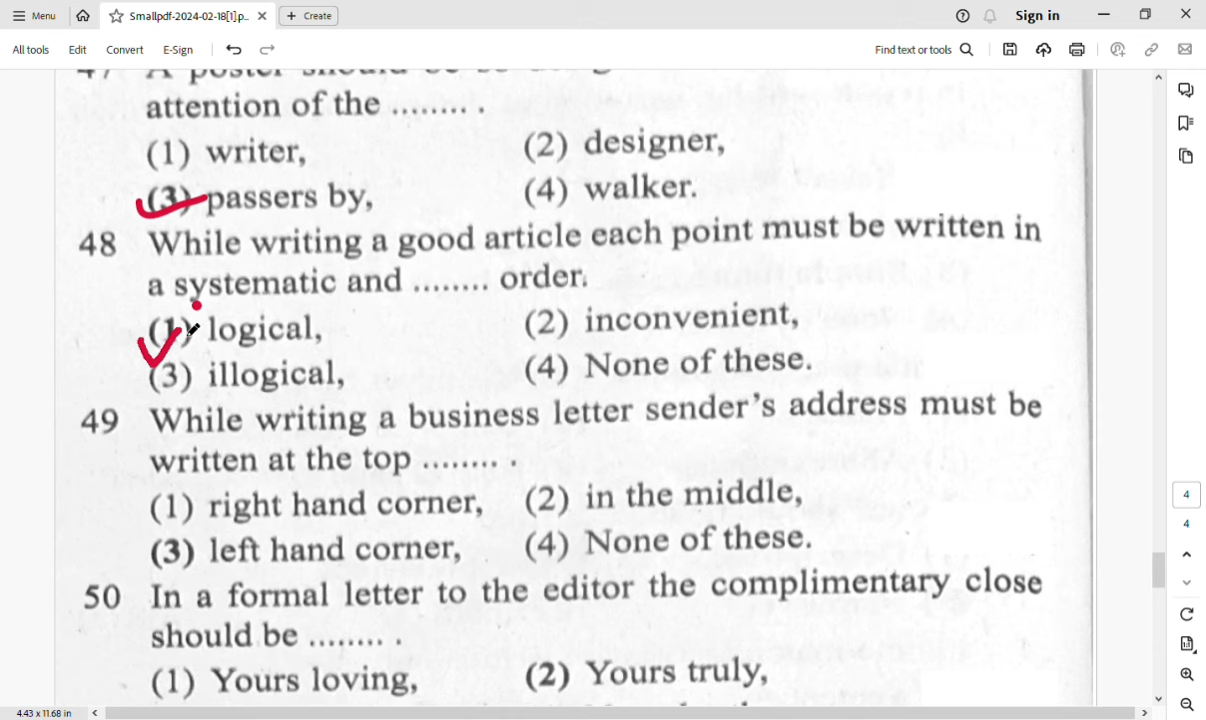 Menu
Smallpdf-2024-02-18[1].p...
+ Create
Sign in
All tools Edit Convert E-Sign
Find text or tools
attention of the ........ .
(1) writer, (2) designer,
(3) passers by, (4) walker.
48 While writing a good article each point must be written in
a systematic and ........ order.
(1) logical, (2) inconvenient,
(3) illogical, (4) None of these.
49 While writing a business letter sender's address must be
written at the top ........ .
(1) right hand corner, (2) in the middle,
(3) left hand corner, (4) None of these.
50 In a formal letter to the editor the complimentary close
should be ........ .
(1) Yours loving, (2) Yours truly,
4
4
4.43 x 11.68 in